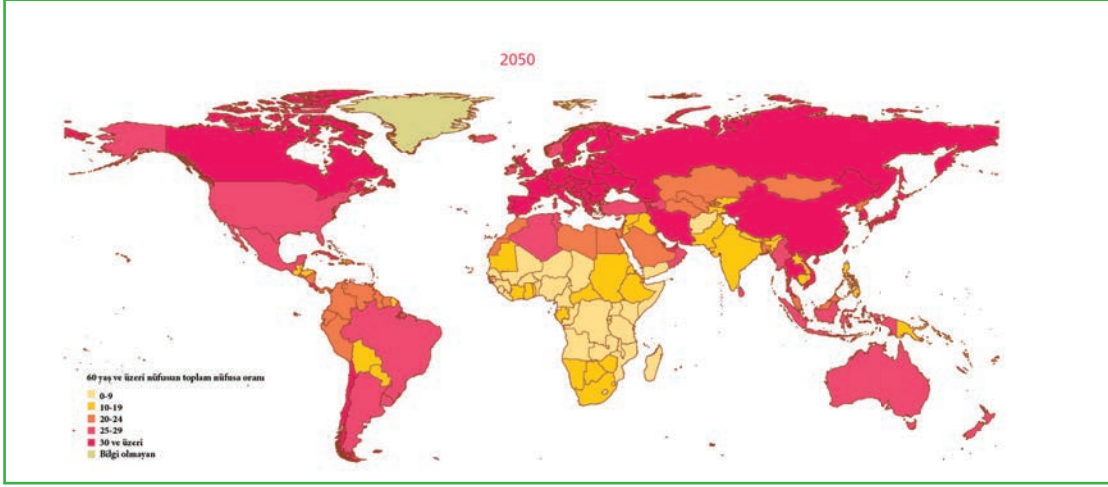 2050
60 yaş ve üzeri nüfusun toplam nüfusa oranı
0-9
10-19
20-24
25-29
30 ve üzeri
Bilgi olmayan